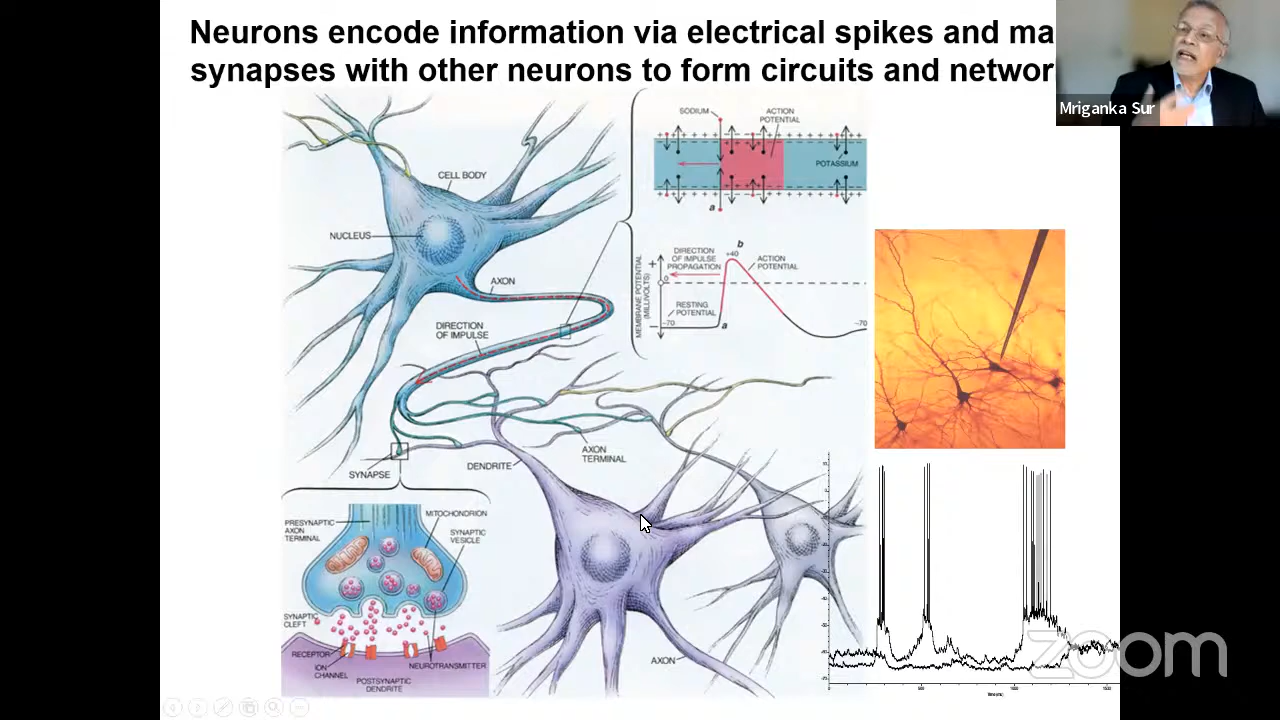 Neurons encode information via electrical spikes and ma
synapses with other neurons to form circuits and networ
Mriganka Sur
SODIUM
ACTION
POTENTIAL
POTASSIUM
a
CELL BODY
NUCLEUS
AXON
DIRECTION
OF IMPULSE
MEMBRANE POTENTIAL
(MILLIVOLTS)
DIRECTION
OF IMPULSE
PROPAGATION
b
+40
ACTION
POTENTIAL
+
0
RESTING
POTENTIAL
−
−70
a
−70
SYNAPSE
DENDRITE
AXON
TERMINAL
PRESYNAPTIC
AXON
TERMINAL
MITOCHONDRION
SYNAPTIC
VESICLE
SYNAPTIC
CLEFT
RECEPTOR
ION
CHANNEL
NEUROTRANSMITTER
POSTSYNAPTIC
DENDRITE
AXON
zoom